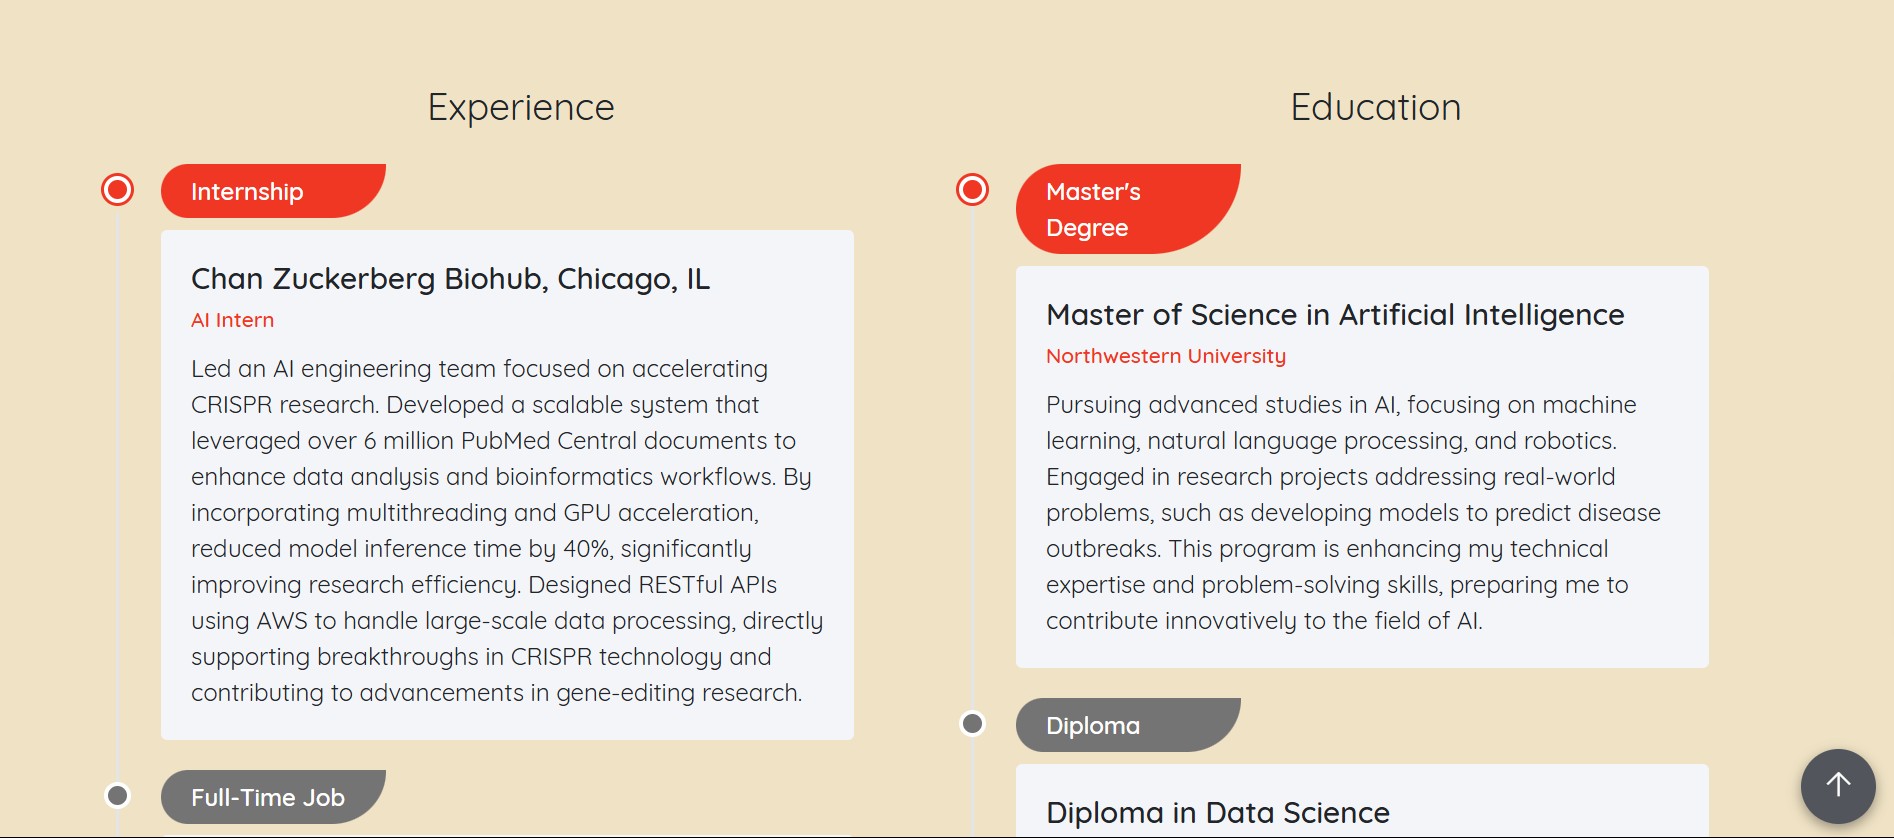 Experience
Internship
Chan Zuckerberg Biohub, Chicago, IL
AI Intern
Led an AI engineering team focused on accelerating
CRISPR research. Developed a scalable system that
leveraged over 6 million PubMed Central documents to
enhance data analysis and bioinformatics workflows. By
incorporating multithreading and GPU acceleration,
reduced model inference time by 40%, significantly
improving research efficiency. Designed RESTful APIs
using AWS to handle large-scale data processing, directly
supporting breakthroughs in CRISPR technology and
contributing to advancements in gene-editing research.
Full-Time Job
Education
Master's
Degree
Master of Science in Artificial Intelligence
Northwestern University
Pursuing advanced studies in AI, focusing on machine
learning, natural language processing, and robotics.
Engaged in research projects addressing real-world
problems, such as developing models to predict disease
outbreaks. This program is enhancing my technical
expertise and problem-solving skills, preparing me to
contribute innovatively to the field of AI.
Diploma
Diploma in Data Science